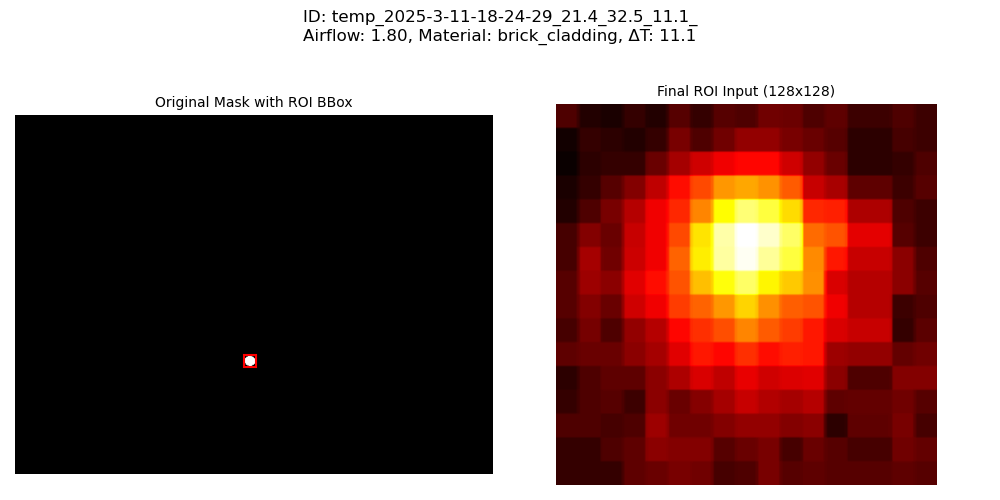 ID: temp_2025-3-11-18-24-29_21.4_32.5_11.1_
Airflow: 1.80, Material: brick_cladding, ΔT: 11.1
Original Mask with ROI BBox
Final ROI Input (128x128)